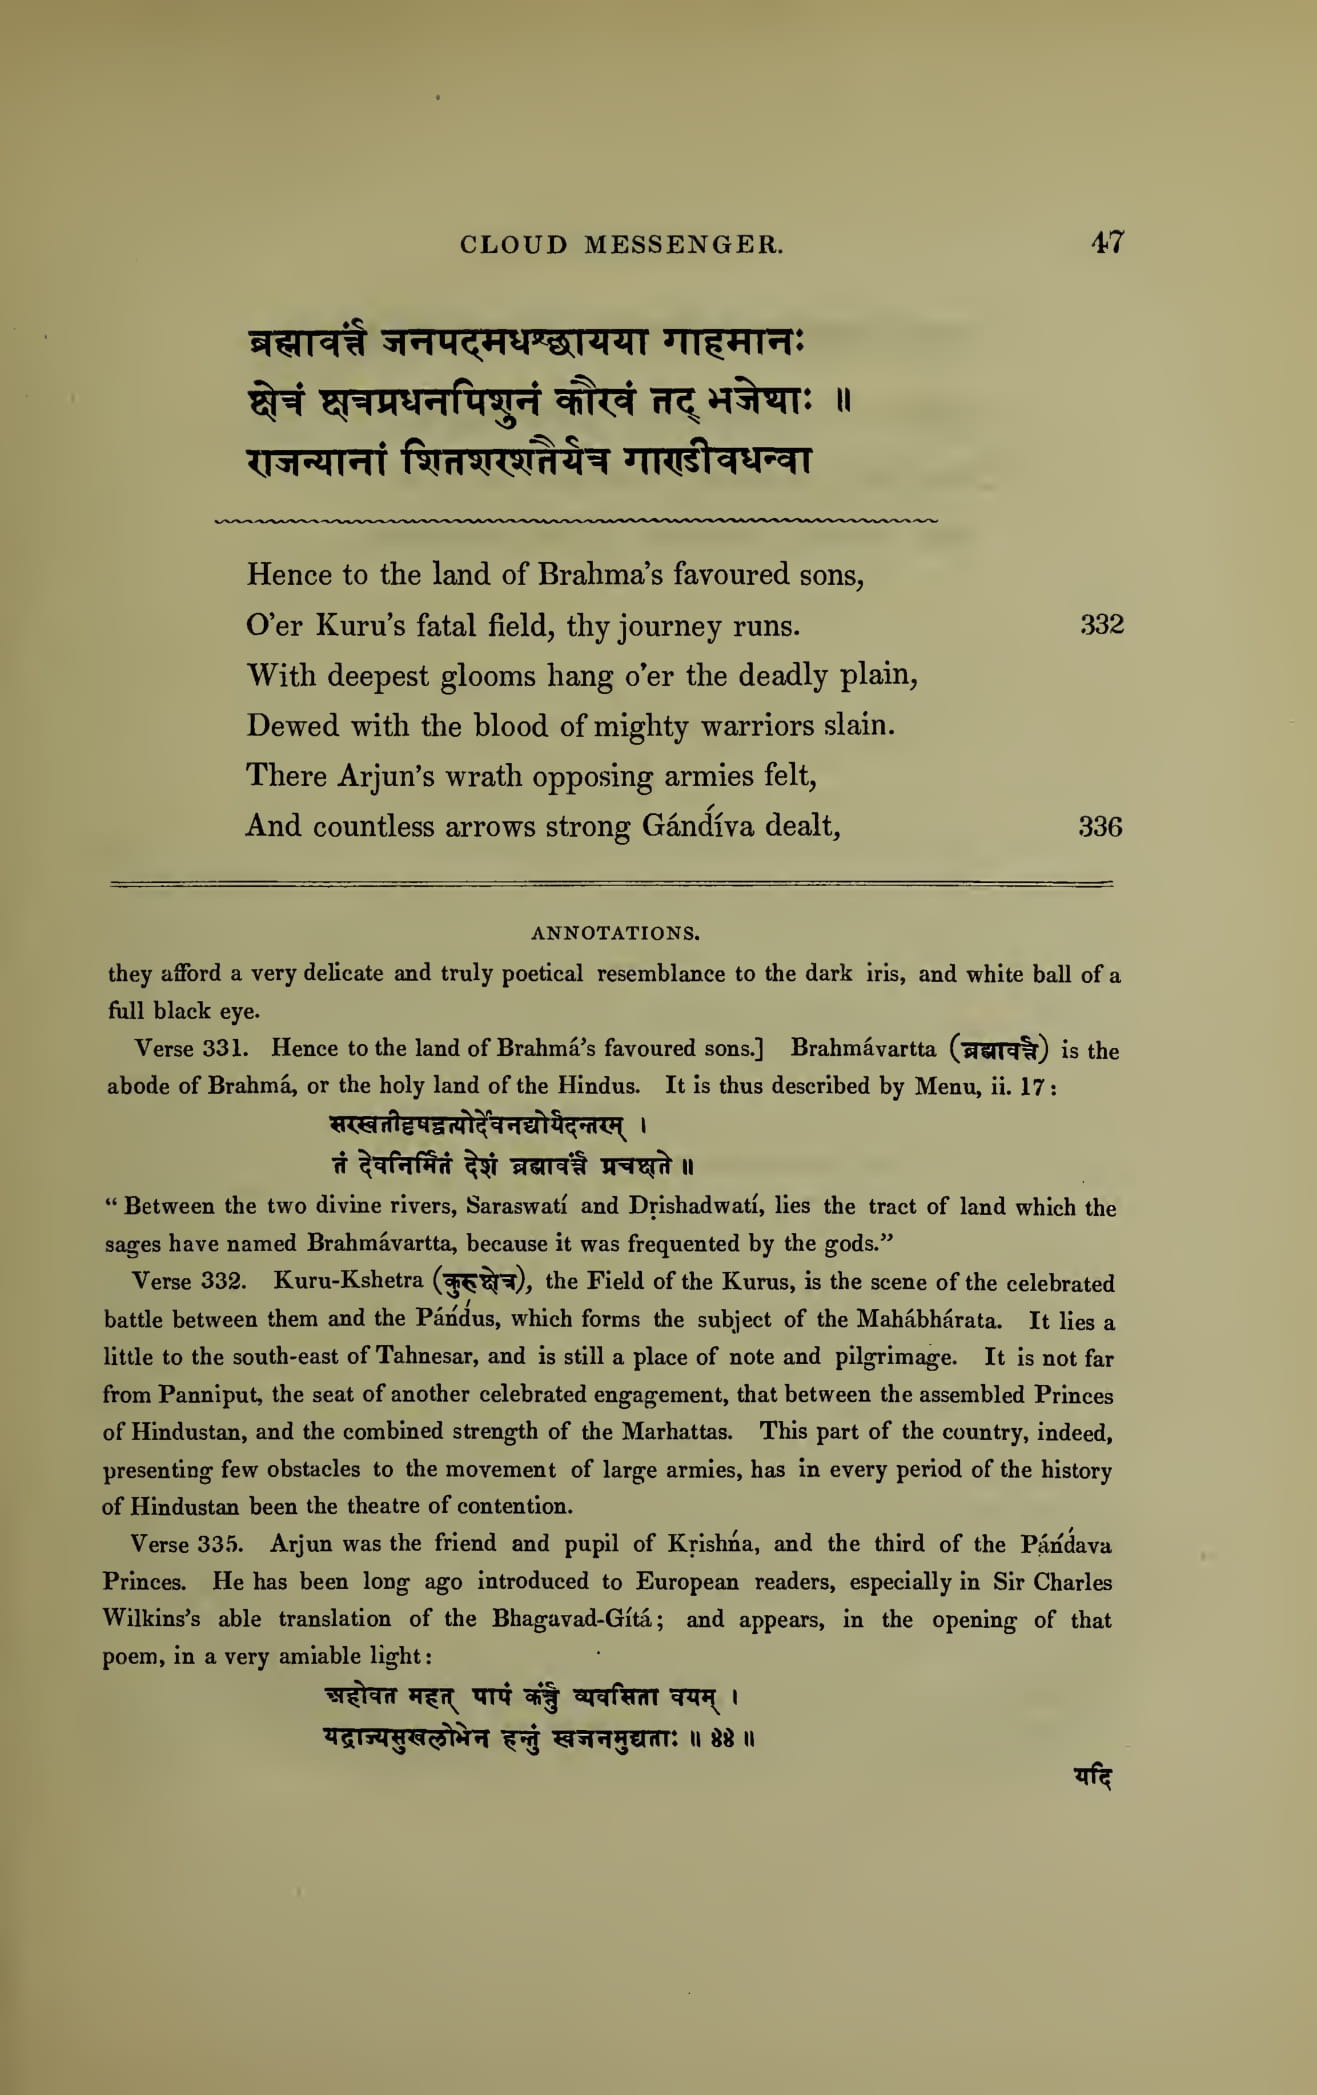 CLOUD MESSENGER. 47
ब्रह्मावर्त्तं जनपदमधश्छायया गाहमानः
क्षेत्रं क्षत्रप्रधनपिशुनं कौरवं तद् भजेथाः ॥
राजन्यानां शितशरशतैर्यत्र गाण्डीवधन्वा
Hence to the land of Brahma’s favoured sons,
O’er Kuru’s fatal field, thy journey runs. 332
With deepest glooms hang o’er the deadly plain,
Dewed with the blood of mighty warriors slain.
There Arjun’s wrath opposing armies felt,
And countless arrows strong Gáńd́íva dealt, 336
ANNOTATIONS.
they afford a very delicate and truly poetical resemblance to the dark iris, and white ball of a
full black eye.
Verse 331. Hence to the land of Brahmá’s favoured sons.] Brahmávartta (ब्रह्मावर्त्त) is the
abode of Brahmá, or the holy land of the Hindus. It is thus described by Menu, ii. 17:
सरस्वतीदृषद्वत्योर्देवनद्योर्यदन्तरम् ।
तं देवनिर्मितं देशं ब्रह्मावर्त्तं प्रचक्षते ॥
“Between the two divine rivers, Saraswatí and Dṛishadwatí, lies the tract of land which the
sages have named Brahmávartta, because it was frequented by the gods.”
Verse 332. Kuru-Kshetra (कुरुक्षेत्र), the Field of the Kurus, is the scene of the celebrated
battle between them and the Páńd́us, which forms the subject of the Mahábhárata. It lies a
little to the south-east of Tahnesar, and is still a place of note and pilgrimage. It is not far
from Panniput, the seat of another celebrated engagement, that between the assembled Princes
of Hindustan, and the combined strength of the Marhattas. This part of the country, indeed,
presenting few obstacles to the movement of large armies, has in every period of the history
of Hindustan been the theatre of contention.
Verse 335. Arjun was the friend and pupil of Kṛishńa, and the third of the Páńd́ava
Princes. He has been long ago introduced to European readers, especially in Sir Charles
Wilkins’s able translation of the Bhagavad-Gítá; and appears, in the opening of that
poem, in a very amiable light:
अहोवत महत् पापं कर्त्तुं व्यवसिता वयम् ।
यद्राज्यसुखलोभेन हन्तुं स्वजनमुद्यताः ॥ ४४ ॥
यदि